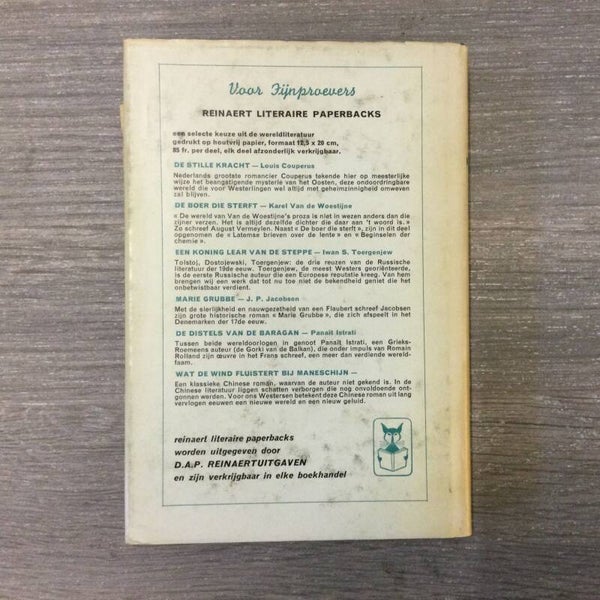 Voor Fijnproevers
REINAERT LITERAIRE PAPERBACKS
een selecte keuze uit de wereldliteratuur
gedrukt op houtvrij papier, formaat 12,5 x 20 cm,
85 fr. per deel, elk deel afzonderlijk verkrijgbaar.
DE STILLE KRACHT — Louis Couperus
Nederlands grootste romancier Couperus tekende hier op meesterlijke
wijze het beangstigende mysterie van het Oosten, deze ondoordringbare
wereld die voor Westerlingen wel altijd met geheimzinnigheid omweven
zal blijven.
DE BOER DIE STERFT — Karel Van de Woestijne
« De wereld van Van de Woestijne's proza is niet in wezen anders dan die
zijner verzen. Het is altijd dezelfde dichter die daar aan 't woord is. »
Zo schreef August Vermeylen. Naast « De boer die sterft », zijn in dit deel
opgenomen de « Latemse brieven over de lente » en « Beginselen der
chemie ».
EEN KONING LEAR VAN DE STEPPE — Iwan S. Toergenjew
Tolstoj, Dostojewski, Toergenjew: de drie reuzen van de Russische
literatuur der 19de eeuw. Toergenjew, de meest Westers georiënteerde,
is de eerste Russische auteur die een Europese reputatie kreeg. Van hem
brengen wij een werk dat tot nu toe niet de bekendheid geniet die het
onbetwistbaar verdient.
MARIE GRUBBE — J. P. Jacobsen
Met de sierlijkheid en nauwgezetheid van een Flaubert schreef Jacobsen
zijn grote historische roman « Marie Grubbe », die zich afspeelt in het
Denemarken der 17de eeuw.
DE DISTELS VAN DE BARAGAN — Panaït Istrati
Tussen beide wereldoorlogen in genoot Panaït Istrati, een Grieks-
Roemeens auteur (de Gorki van de Balkan), die onder impuls van Romain
Rolland zijn œuvre in het Frans schreef, een meer dan verdiende wereld-
faam.
WAT DE WIND FLUISTERT BIJ MANESCHIJN —
Een klassieke Chinese roman, waarvan de auteur niet gekend is. In de
Chinese literatuur liggen schatten verborgen die nog onvoldoende ont-
gonnen werden. Voor ons Westersen betekent deze Chinese roman uit lang
vervlogen eeuwen een nieuwe wereld en een nieuw geluid.
reinaert literaire paperbacks
worden uitgegeven door
D.A.P. REINAERTUITGAVEN
en zijn verkrijgbaar in elke boekhandel